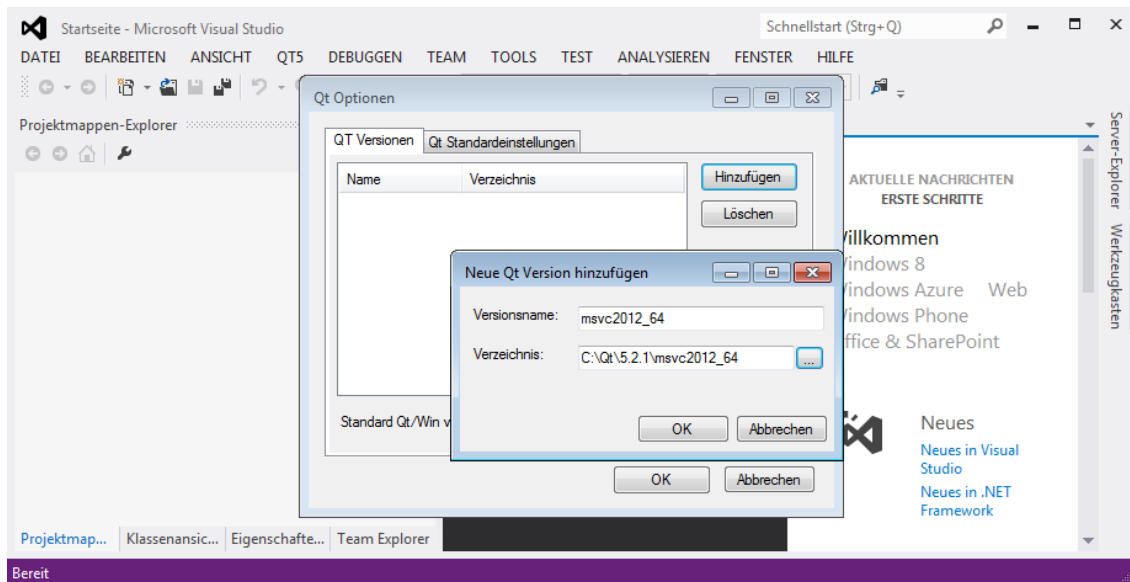 Startseite - Microsoft Visual Studio
Schnellstart (Strg+Q)
DATEI BEARBEITEN ANSICHT QT5 DEBUGGEN TEAM TOOLS TEST ANALYSIEREN FENSTER HILFE
Projektmappen-Explorer
Qt Optionen
QT Versionen
Qt Standardeinstellungen
Name Verzeichnis
Hinzufügen
Löschen
Standard Qt/Win v
OK Abbrechen
Neue Qt Version hinzufügen
Versionsname: msvc2012_64
Verzeichnis: C:\Qt\5.2.1\msvc2012_64
...
OK Abbrechen
AKTUELLE NACHRICHTEN
ERSTE SCHRITTE
illkommen
indows 8
indows Azure Web
indows Phone
ffice & SharePoint
Neues
Neues in Visual
Studio
Neues in .NET
Framework
Server-Explorer
Werkzeugkasten
Projektmap... Klassenansic... Eigenschafte... Team Explorer
Bereit